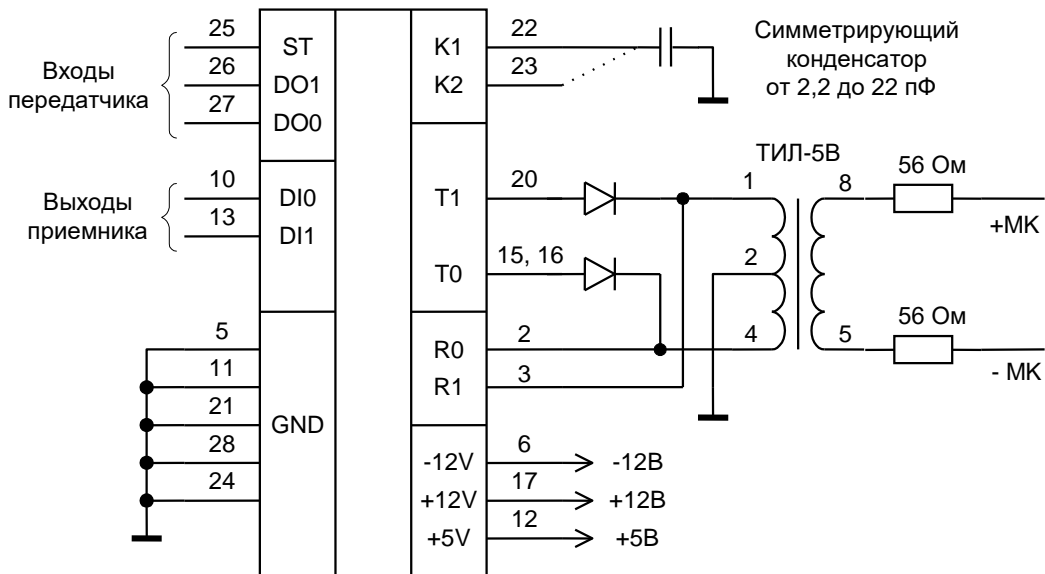 25
ST
22
K1
Симметрирующий
конденсатор
от 2,2 до 22 пФ
Входы
передатчика
26
DO1
23
K2
27
DO0
ТИЛ-5В
56 Ом
Выходы
приемника
10
DI0
20
T1
1
8
+МК
13
DI1
15, 16
T0
2
56 Ом
5
2
R0
4
5
- МК
11
3
R1
21
GND
28
6
-12V
-12В
24
17
+12V
+12В
12
+5V
+5В